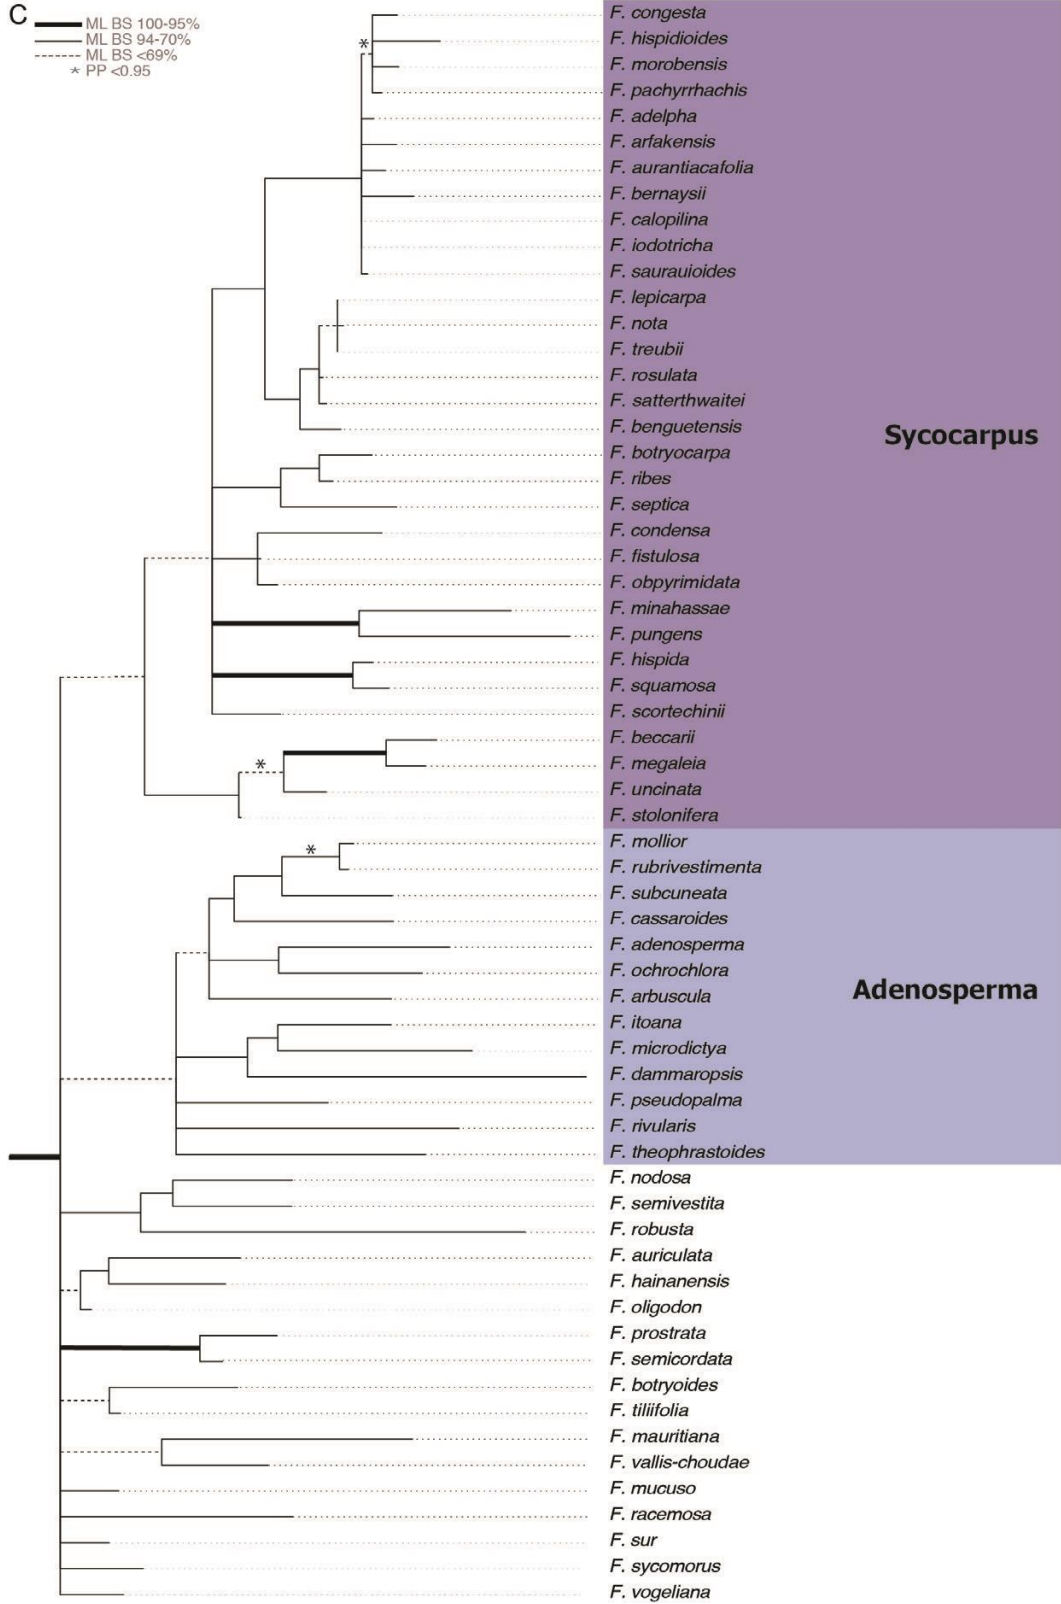 C
ML BS 100-95%
ML BS 94-70%
ML BS <69%
* PP <0.95
*
F. congesta
F. hispidioides
F. morobensis
F. pachyrrhachis
F. adelpha
F. arfakensis
F. aurantiacafolia
F. bernaysii
F. calopilina
F. iodotricha
F. saurauioides
F. lepicarpa
F. nota
F. treubii
F. rosulata
F. satterthwaitei
F. benguetensis
Sycocarpus
F. botryocarpa
F. ribes
F. septica
F. condensa
F. fistulosa
F. obpyrimidata
F. minahassae
F. pungens
F. hispida
F. squamosa
F. scortechinii
F. beccarii
*
F. megaleia
F. uncinata
F. stolonifera
F. mollior
*
F. rubrivestimenta
F. subcuneata
F. cassaroides
F. adenosperma
F. ochrochlora
Adenosperma
F. arbuscula
F. itoana
F. microdictya
F. dammaropsis
F. pseudopalma
F. rivularis
F. theophrastoides
F. nodosa
F. semivestita
F. robusta
F. auriculata
F. hainanensis
F. oligodon
F. prostrata
F. semicordata
F. botryoides
F. tiliifolia
F. mauritiana
F. vallis-choudae
F. mucuso
F. racemosa
F. sur
F. sycomorus
F. vogeliana